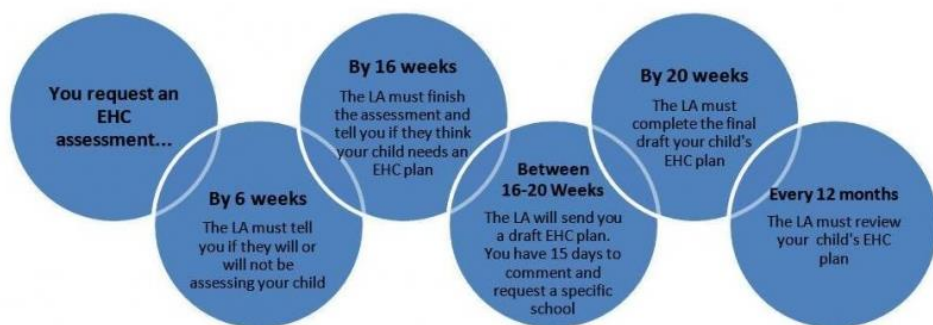 You request an
EHC
assessment...
By 6 weeks
The LA must tell
you if they will or
will not be
assessing your child
By 16 weeks
The LA must finish
the assessment and
tell you if they think
your child needs an
EHC plan
Between
16-20 Weeks
The LA will send you
a draft EHC plan.
You have 15 days to
comment and
request a specific
school
By 20 weeks
The LA must
complete the final
draft your child's
EHC plan
Every 12 months
The LA must review
your child's EHC
plan